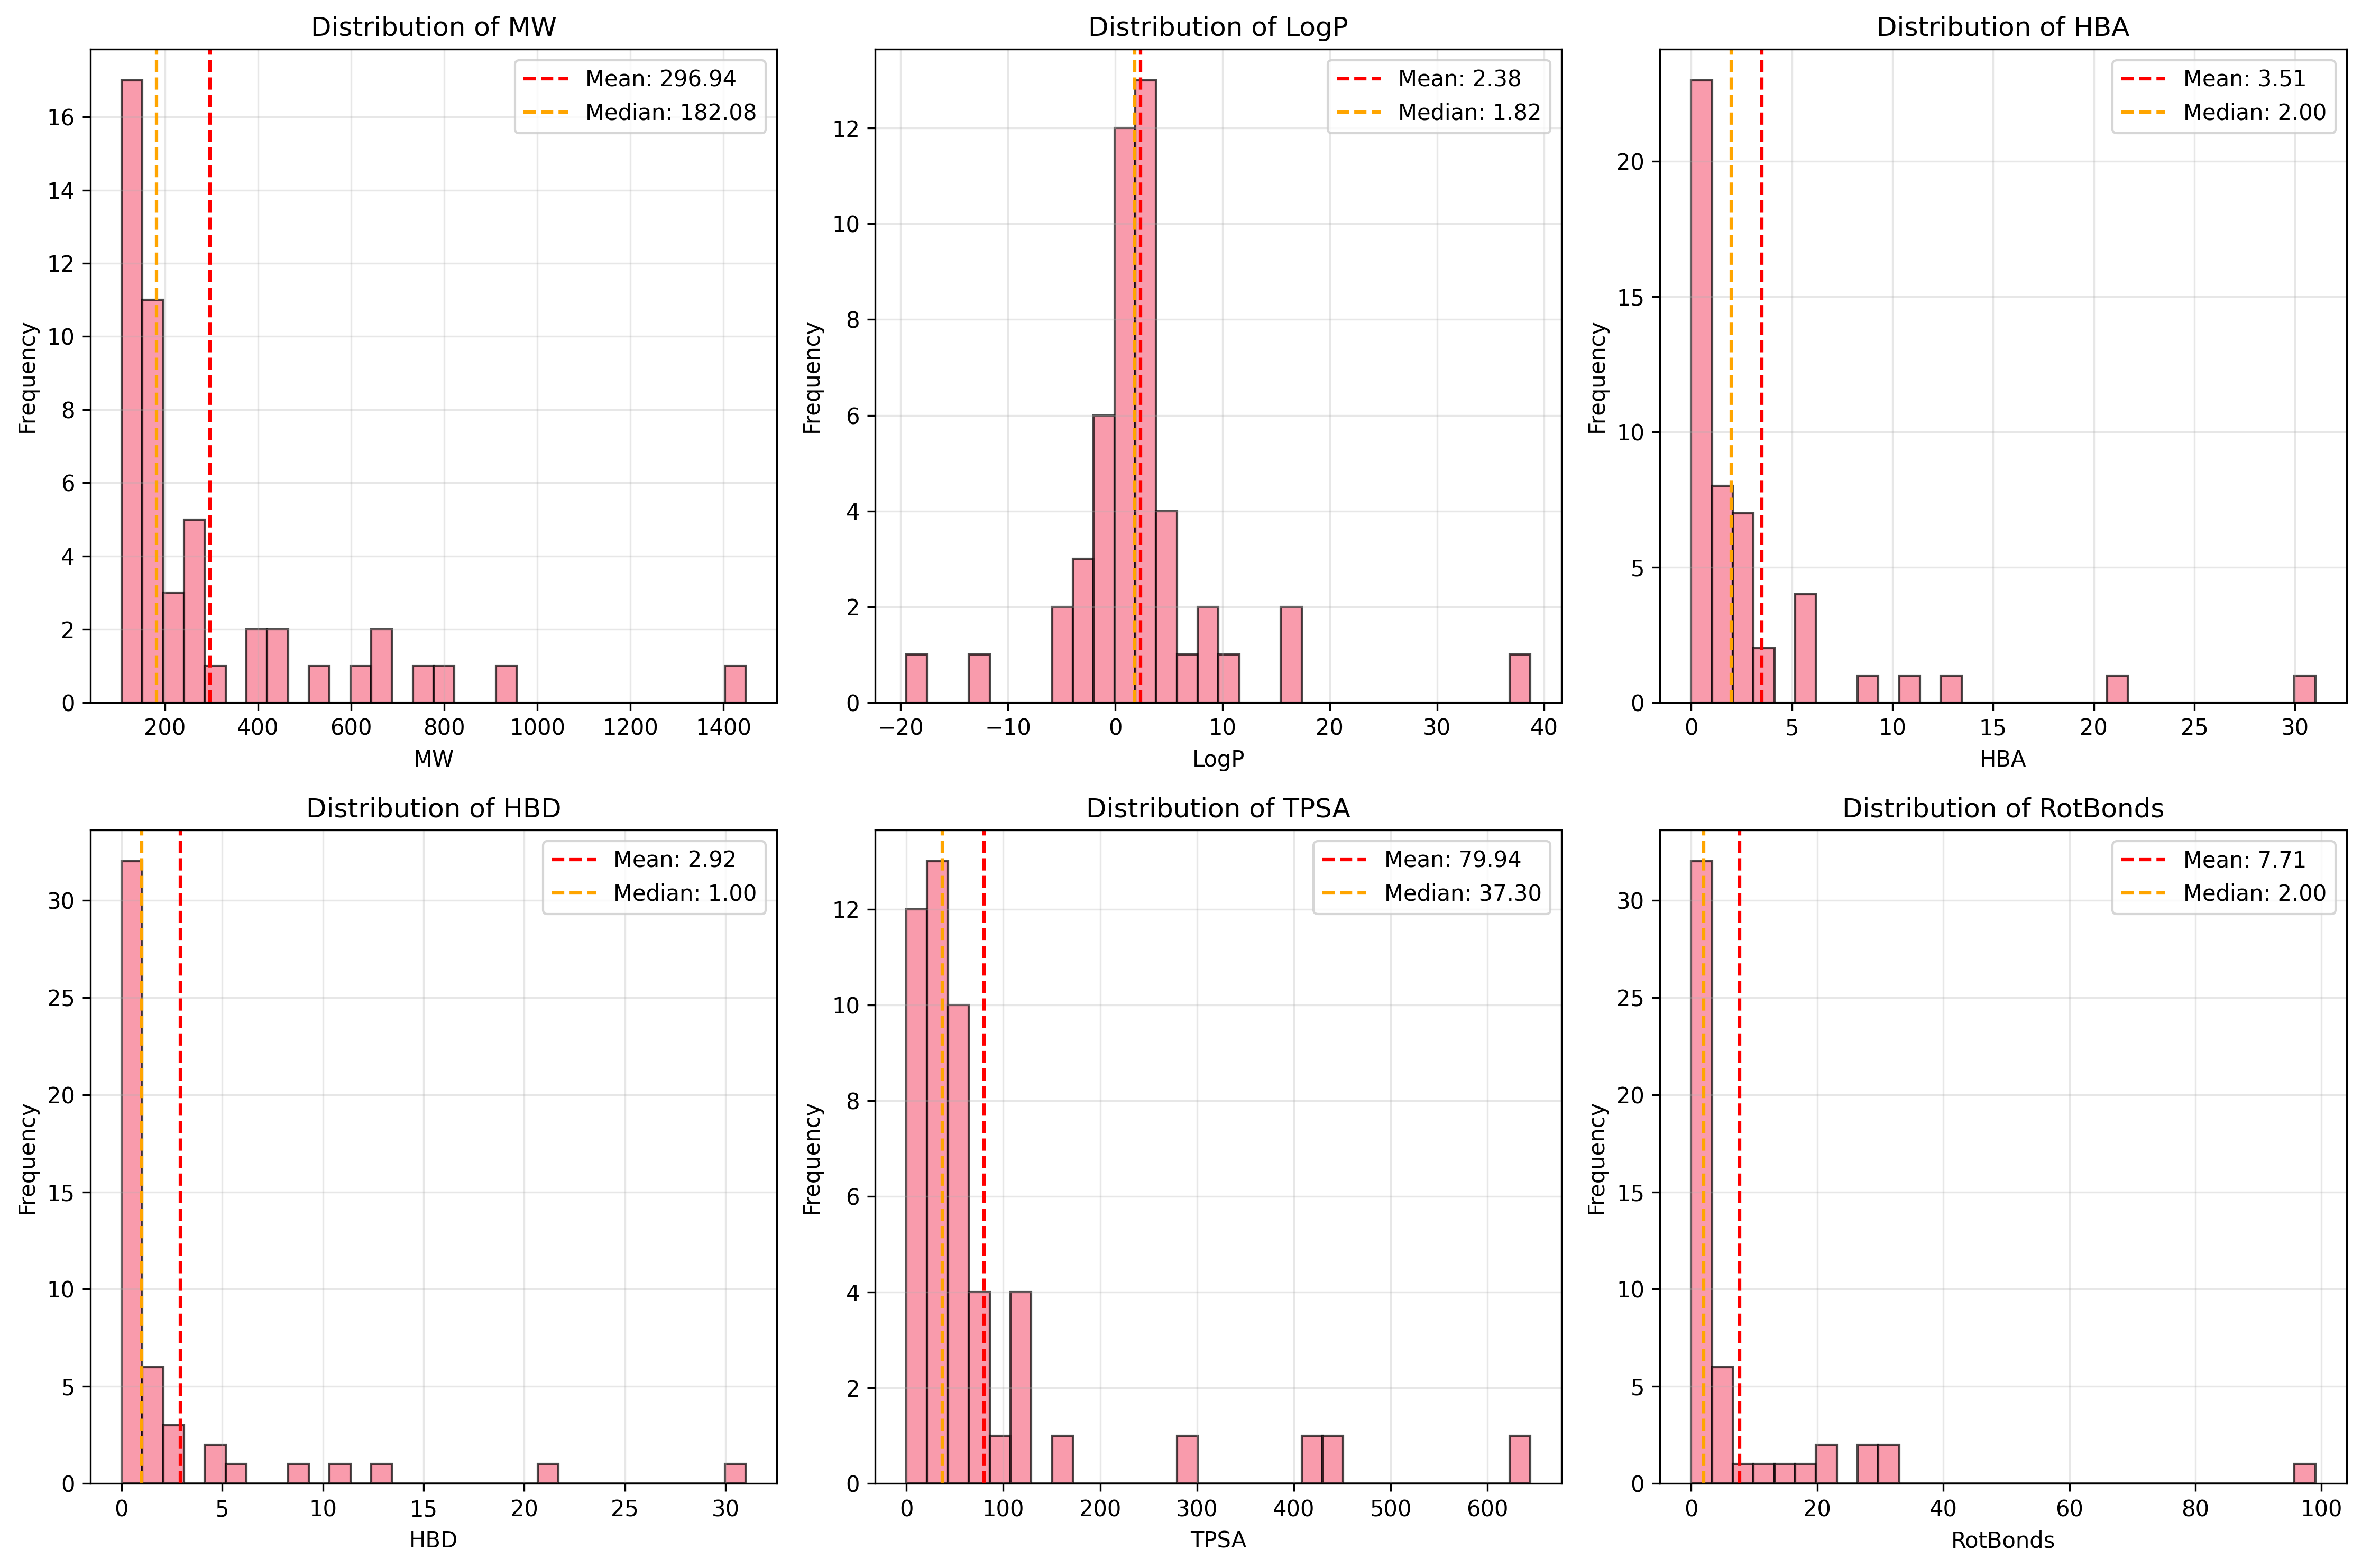 Distribution of MW
Mean: 296.94
Median: 182.08
Frequency
16
14
12
10
8
6
4
2
0
200 400 600 800 1000 1200 1400
MW
Distribution of LogP
Mean: 2.38
Median: 1.82
Frequency
12
10
8
6
4
2
0
−20 −10 0 10 20 30 40
LogP
Distribution of HBA
Mean: 3.51
Median: 2.00
Frequency
20
15
10
5
0
0 5 10 15 20 25 30
HBA
Distribution of HBD
Mean: 2.92
Median: 1.00
Frequency
30
25
20
15
10
5
0
0 5 10 15 20 25 30
HBD
Distribution of TPSA
Mean: 79.94
Median: 37.30
Frequency
12
10
8
6
4
2
0
0 100 200 300 400 500 600
TPSA
Distribution of RotBonds
Mean: 7.71
Median: 2.00
Frequency
30
25
20
15
10
5
0
0 20 40 60 80 100
RotBonds